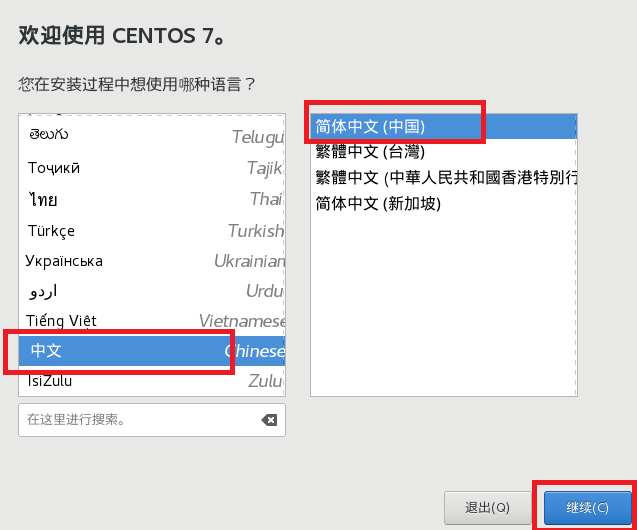 欢迎使用 CENTOS 7。
您在安装过程中想使用哪种语言？
తెలుగు Telugu
Тоҷикӣ Tajik
ไทย Thai
Türkçe Turkish
Українська Ukrainian
اردو Urdu
Tiếng Việt Vietnamese
中文 Chinese
IsiZulu Zulu
简体中文 (中国)
繁體中文 (台灣)
繁體中文 (中華人民共和國香港特別行
简体中文 (新加坡)
在这里进行搜索。
退出(Q)
继续(C)